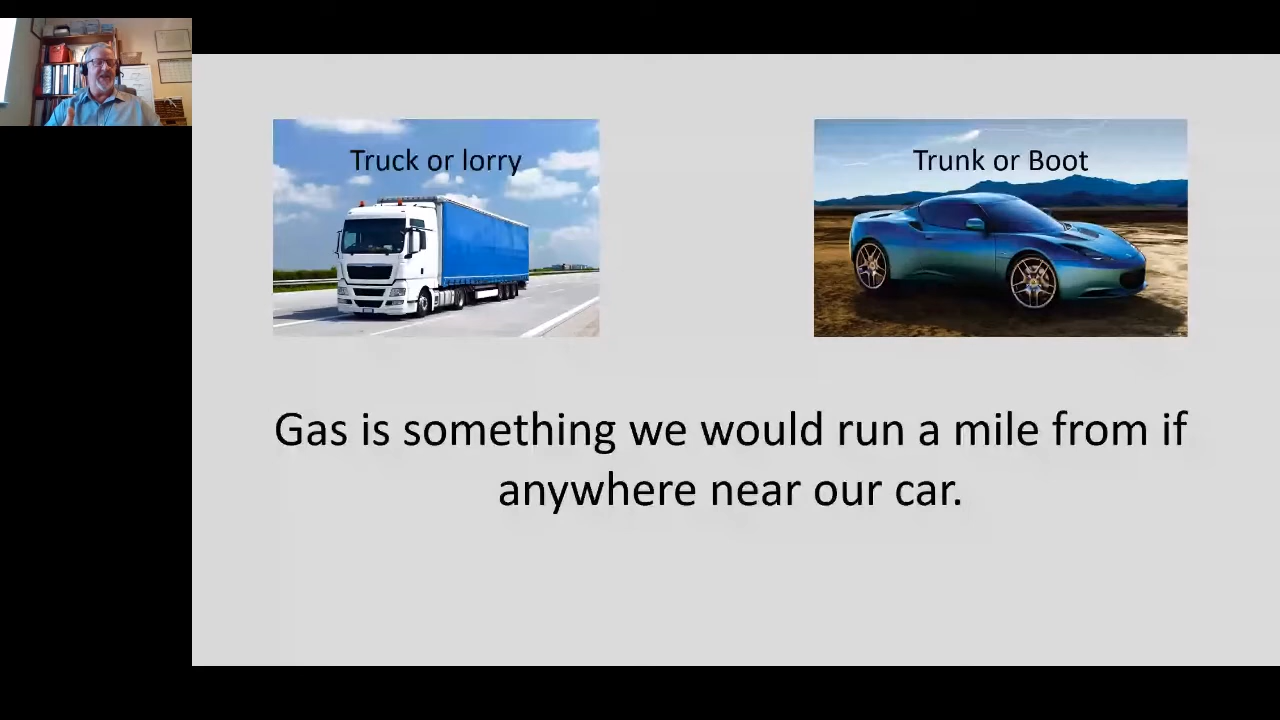 Truck or lorry
Trunk or Boot
Gas is something we would run a mile from if
anywhere near our car.